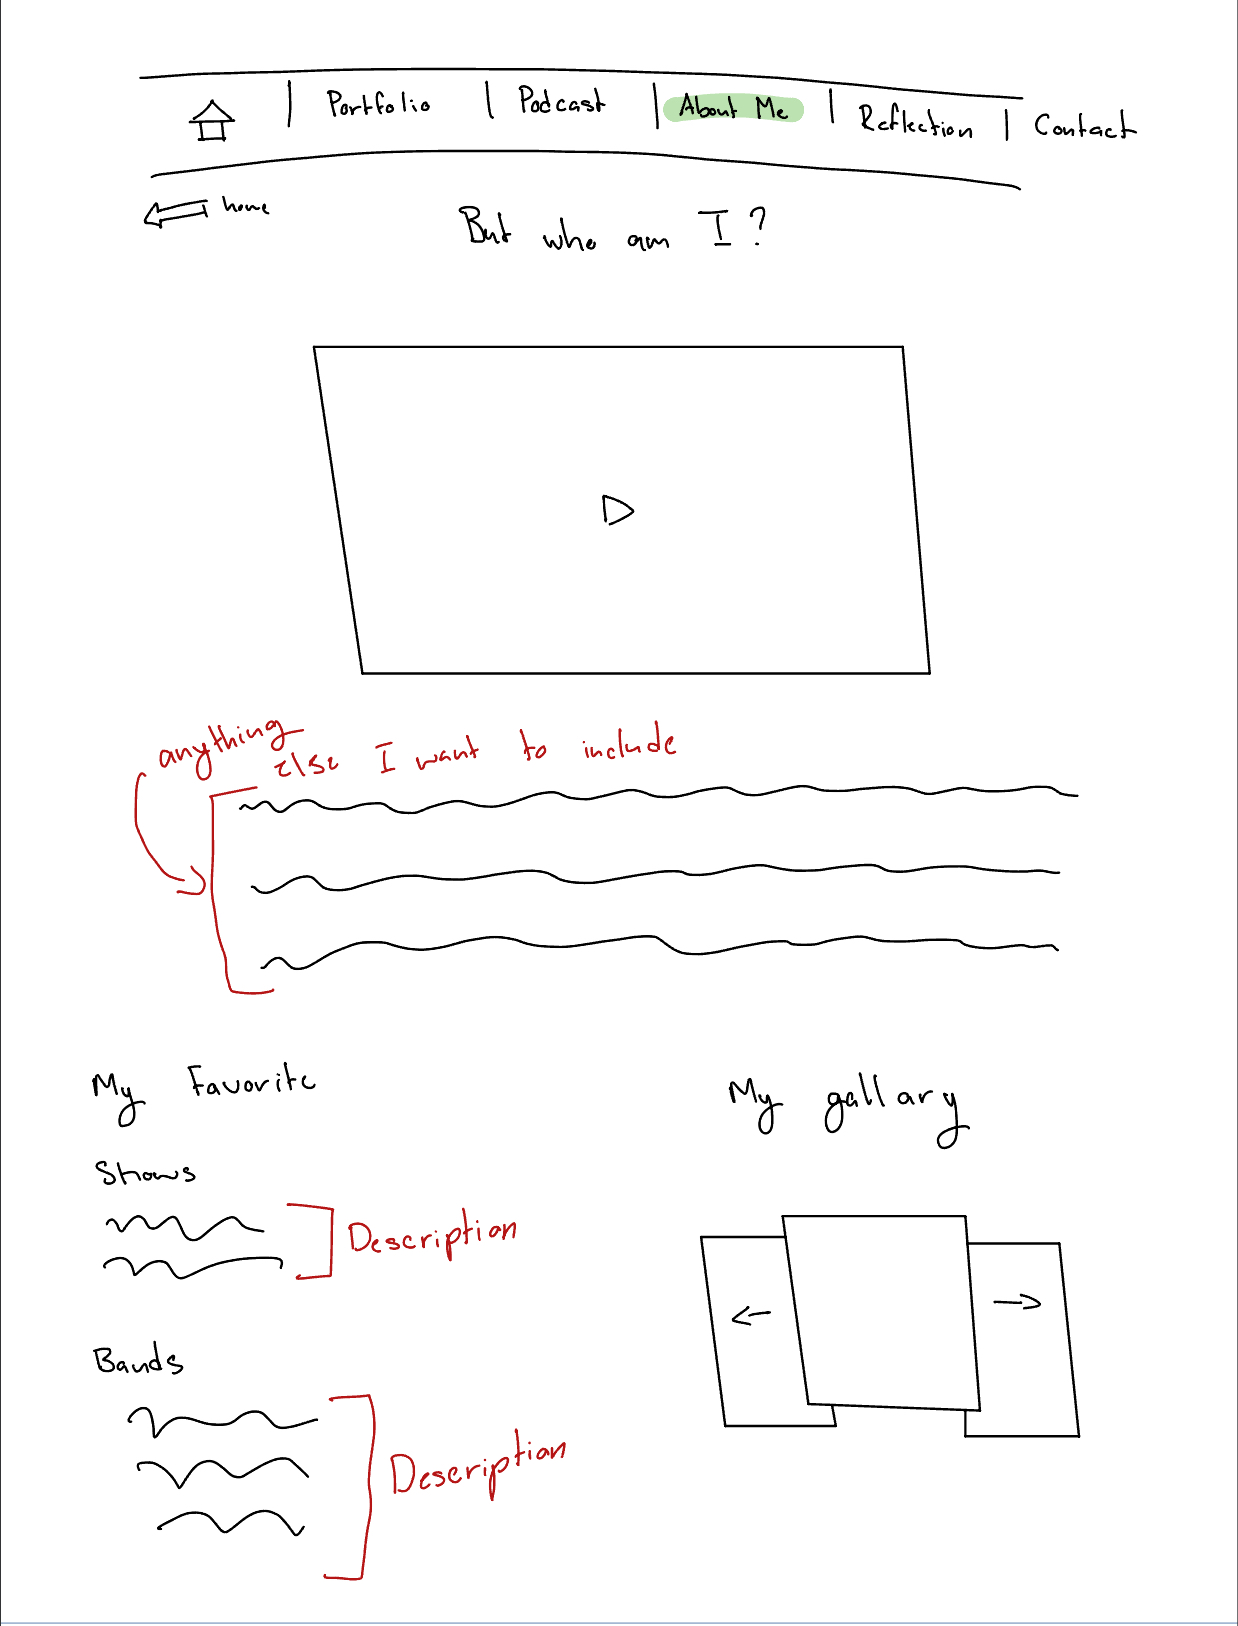 Portfolio | Podcast | About Me | Reflection | Contact
home
But who am I?
anything
else I want to include
My Favorite
My gallary
Shows
Description
Bands
Description